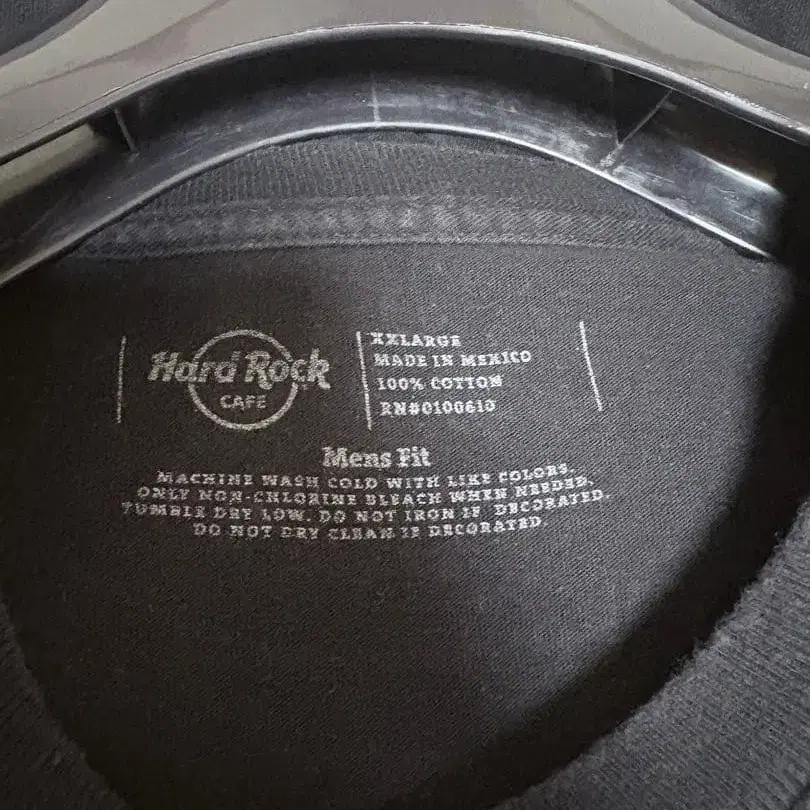 Hard Rock
CAFE
XXLARGE
MADE IN MEXICO
100% COTTON
RN#0100610
Mens Fit
MACHINE WASH COLD WITH LIKE COLORS.
ONLY NON-CHLORINE BLEACH WHEN NEEDED.
TUMBLE DRY LOW. DO NOT IRON IF DECORATED.
DO NOT DRY CLEAN IF DECORATED.